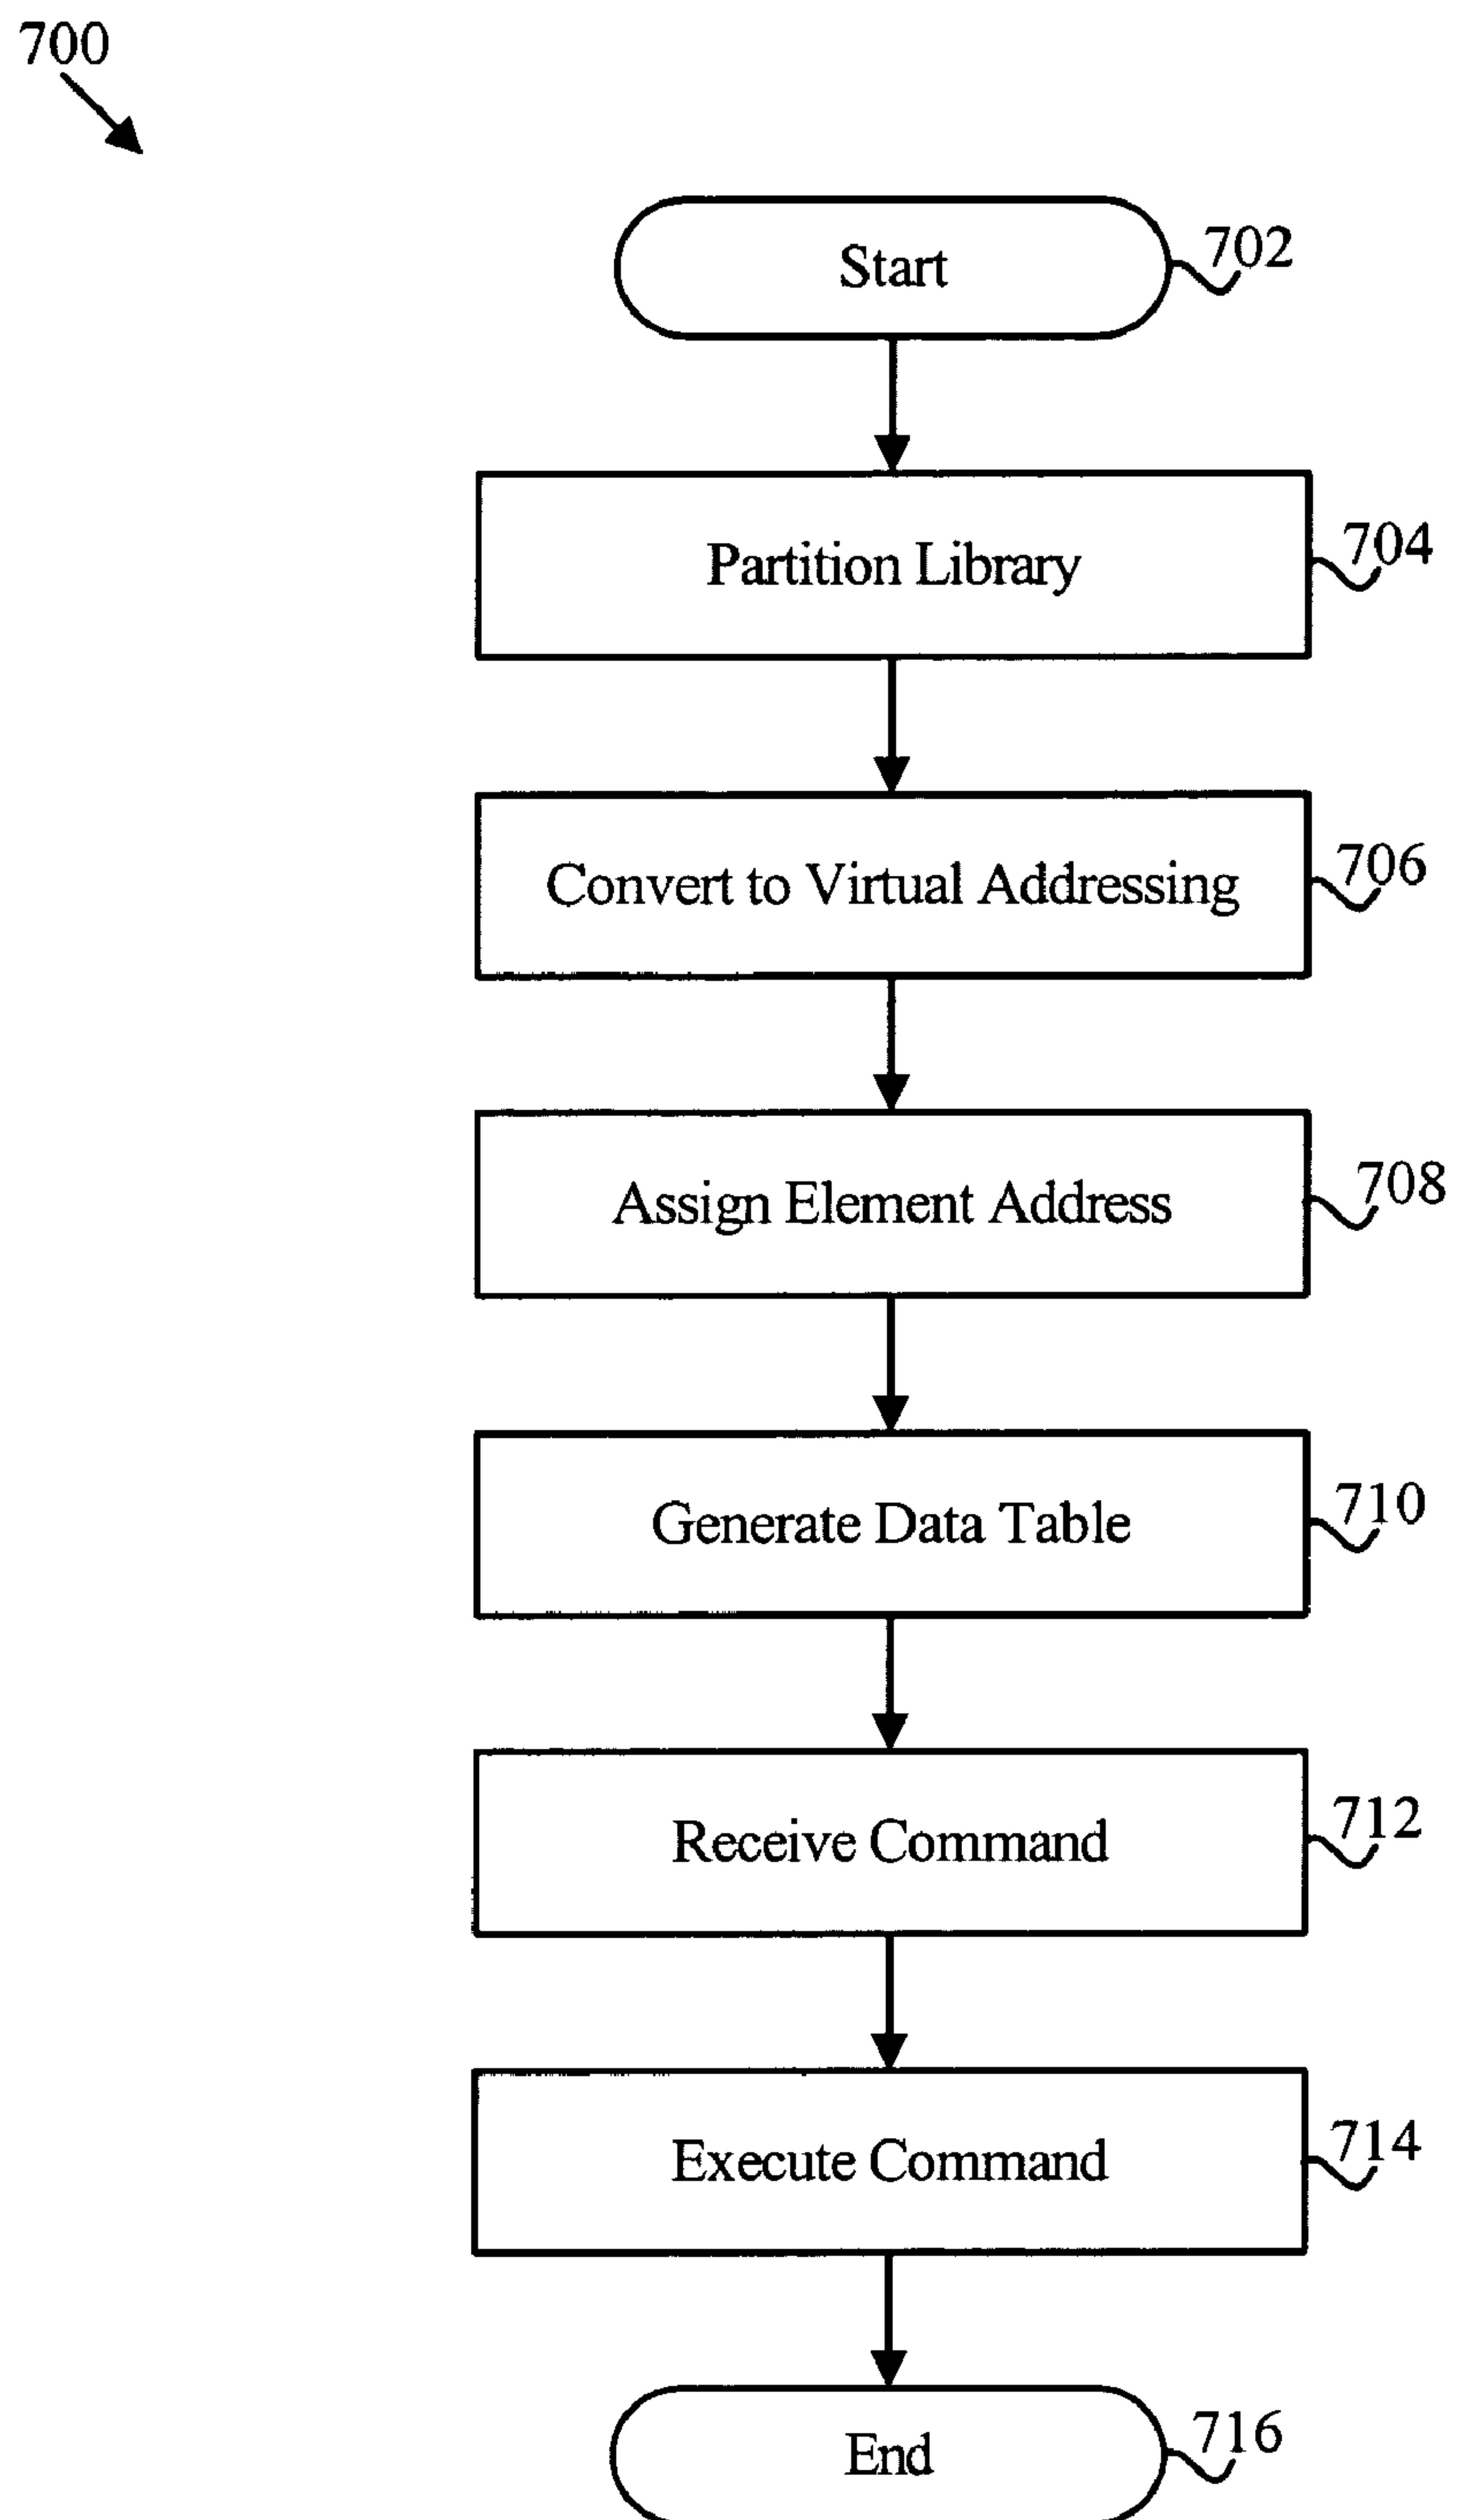 700
Start
702
Partition Library
704
Convert to Virtual Addressing
706
Assign Element Address
708
Generate Data Table
710
Receive Command
712
Execute Command
714
End
716